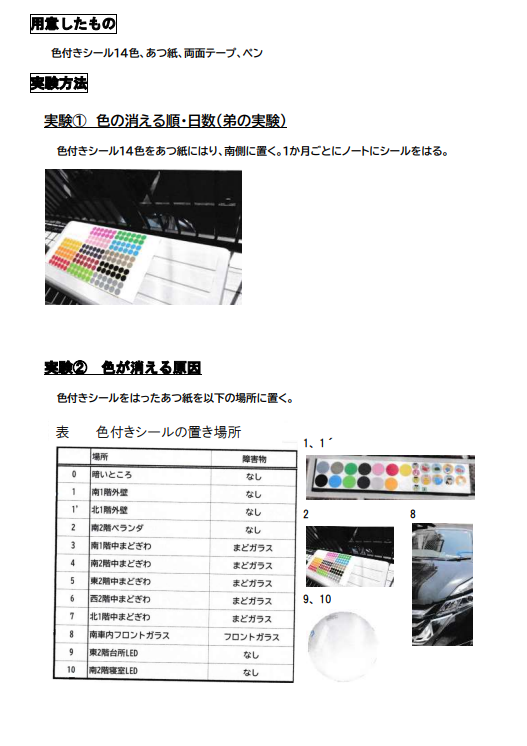 用意したもの
色付きシール14色、あつ紙、両面テープ、ペン
実験方法
実験① 色の消える順・日数（弟の実験）
色付きシール14色をあつ紙にはり、南側に置く。1か月ごとにノートにシールをはる。
実験② 色が消える原因
色付きシールをはったあつ紙を以下の場所に置く。
表 色付きシールの置き場所
場所 障害物
0 暗いところ なし
1 南1階外壁 なし
1' 北1階外壁 なし
2 南2階ベランダ なし
3 南1階中まどぎわ まどガラス
4 南2階中まどぎわ まどガラス
5 東2階中まどぎわ まどガラス
6 西2階中まどぎわ まどガラス
7 北1階中まどぎわ まどガラス
8 南車内フロントガラス フロントガラス
9 東2階台所LED なし
10 南2階寝室LED なし
1、1´
2 8
9、10